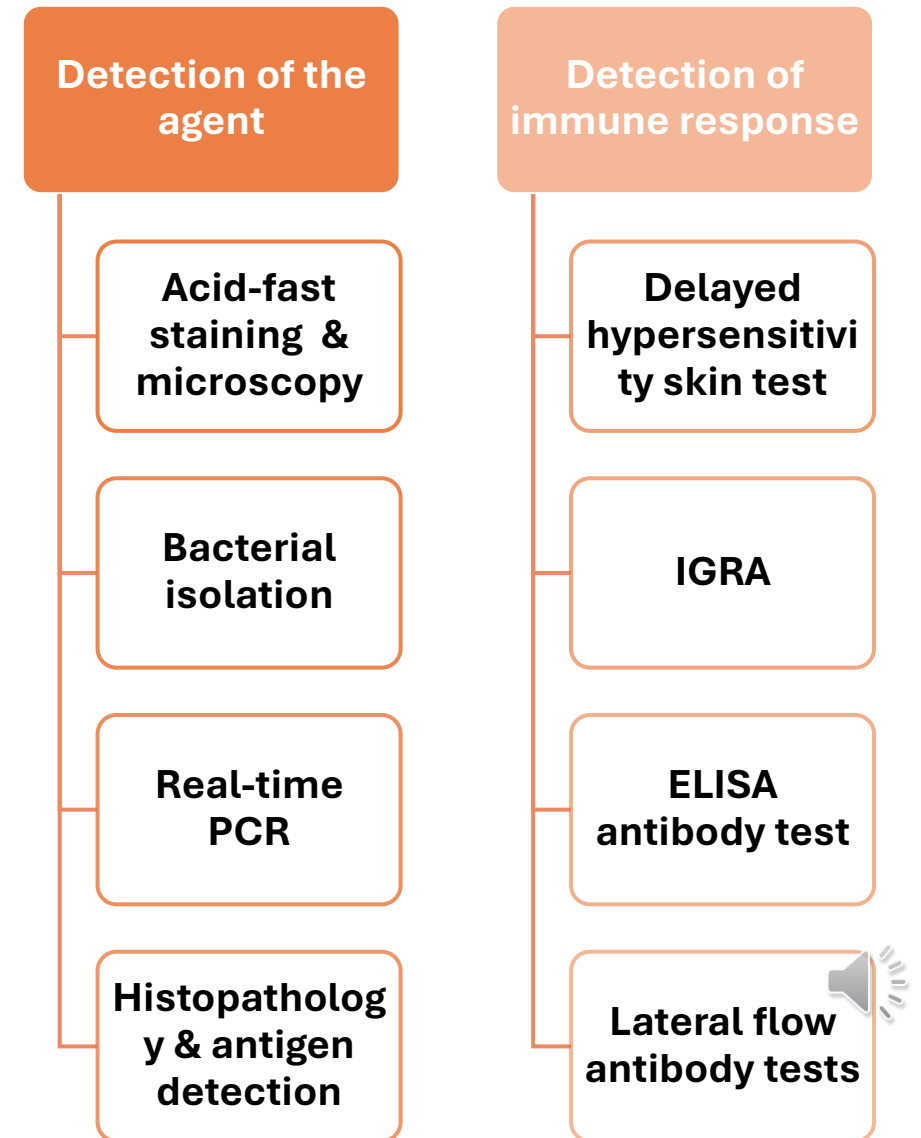 Detection of the
agent
Acid-fast
staining &
microscopy
Bacterial
isolation
Real-time
PCR
Histopatholog
y & antigen
detection
Detection of
immune response
Delayed
hypersensitivi
ty skin test
IGRA
ELISA
antibody test
Lateral flow
antibody tests